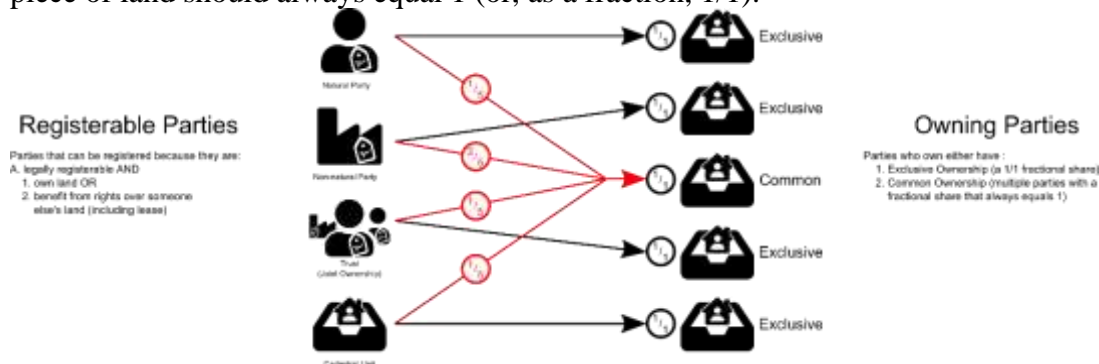 piece of land should always equal 1 (or, as a fraction, 1/1).
Natural Party
Exclusive
Registerable Parties
Parties that can be registered because they are:
A. legally registerable AND
1. own land OR
2. benefit from rights over someone
else's land (including lease)
Non-natural Party
Exclusive
Common
Trust
(Joint Ownership)
Exclusive
Cadastral Unit
Exclusive
Owning Parties
Parties who own either have :
1. Exclusive Ownership (a 1/1 fractional share)
2. Common Ownership (multiple parties with a
fractional share that always equals 1)